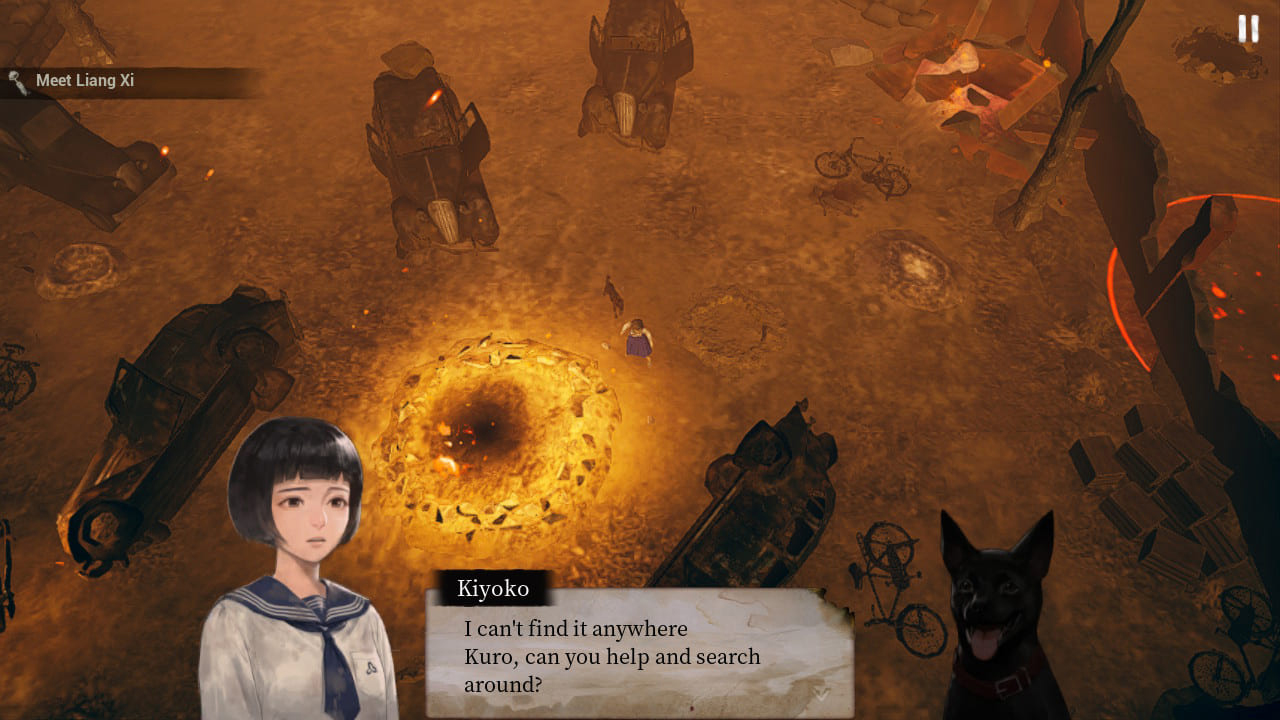 Meet Liang Xi
Kiyoko
I can't find it anywhere
Kuro, can you help and search
around?